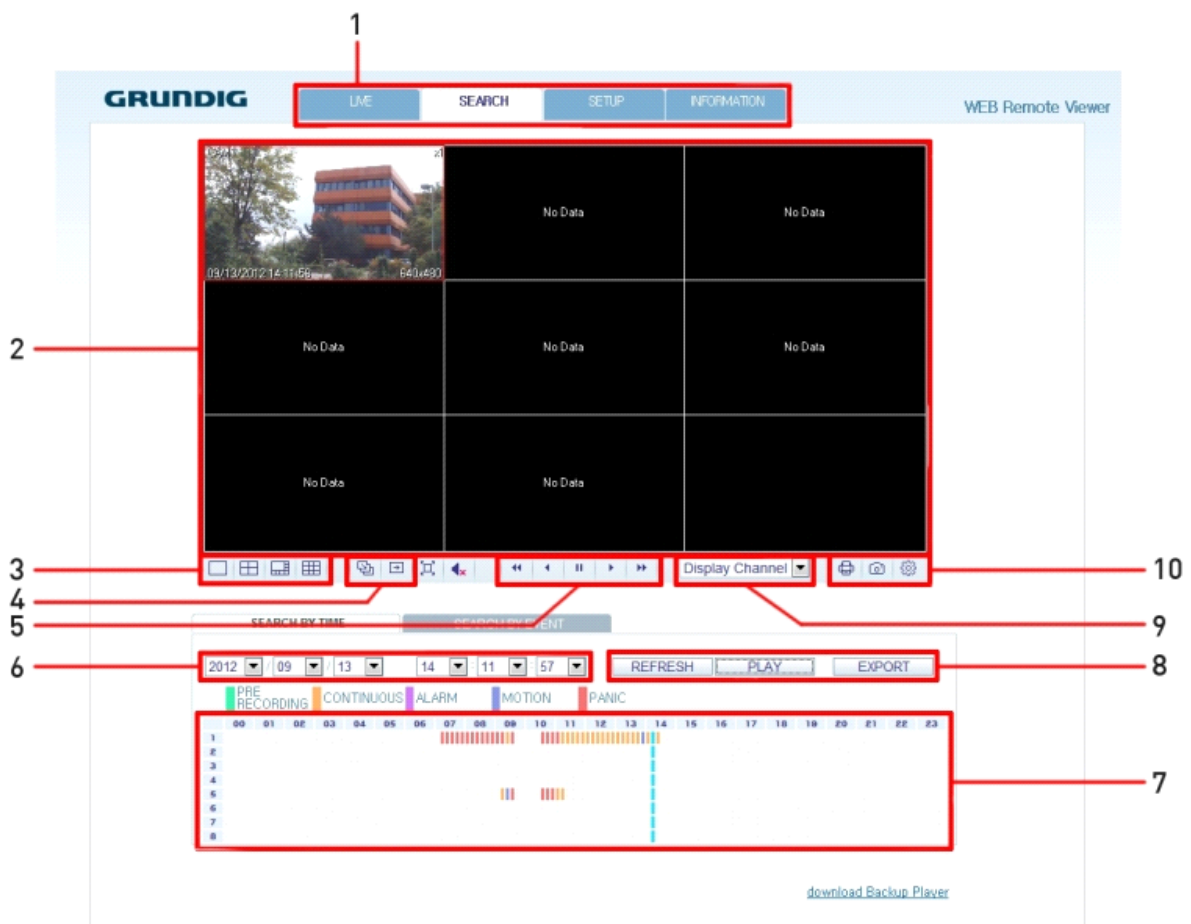 1
GRUNDIG
LIVE SEARCH SETUP INFORMATION
WEB Remote Viewer
x1
No Data No Data
09/13/2012 14:11:56 640x480
2
No Data No Data No Data
No Data No Data
3
Display Channel
10
4
9
5
SEARCH BY TIME SEARCH BY EVENT
6
2012 / 09 / 13 14 : 11 : 57
REFRESH PLAY EXPORT
8
PRE RECORDING CONTINUOUS ALARM MOTION PANIC
00 01 02 03 04 05 06 07 08 09 10 11 12 13 14 15 16 17 18 19 20 21 22 23
1
2
3
4
5
6
7
8
7
download Backup Player